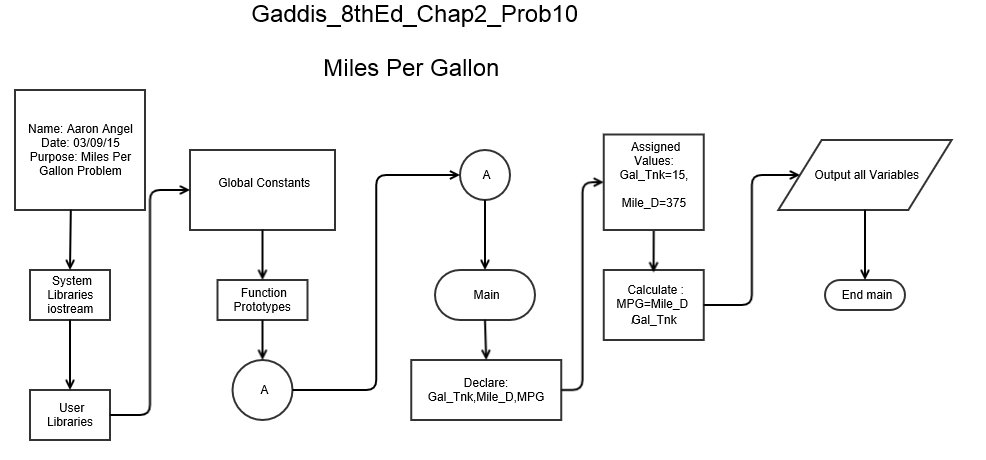 Gaddis_8thEd_Chap2_Prob10
Miles Per Gallon
Name: Aaron Angel
Date: 03/09/15
Purpose: Miles Per
Gallon Problem
System
Libraries
iostream
User
Libraries
Global Constants
Function
Prototypes
A
A
Main
Declare:
Gal_Tnk,Mile_D,MPG
Assigned
Values:
Gal_Tnk=15,
Mile_D=375
Calculate :
MPG=Mile_D
/Gal_Tnk
Output all Variables
End main